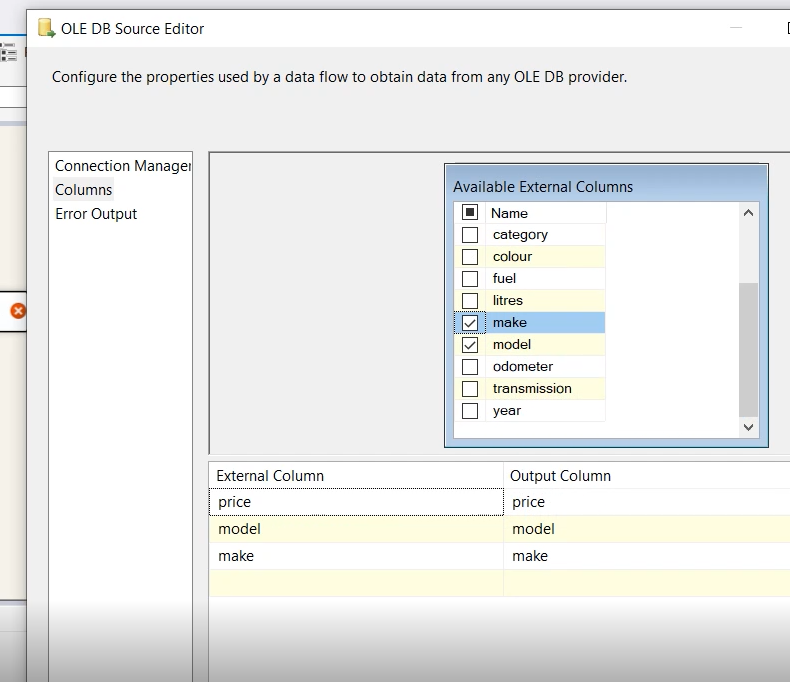 OLE DB Source Editor
Configure the properties used by a data flow to obtain data from any OLE DB provider.
Connection Manager
Columns
Error Output
Available External Columns
Name
category
colour
fuel
litres
make
model
odometer
transmission
year
External Column Output Column
price price
model model
make make